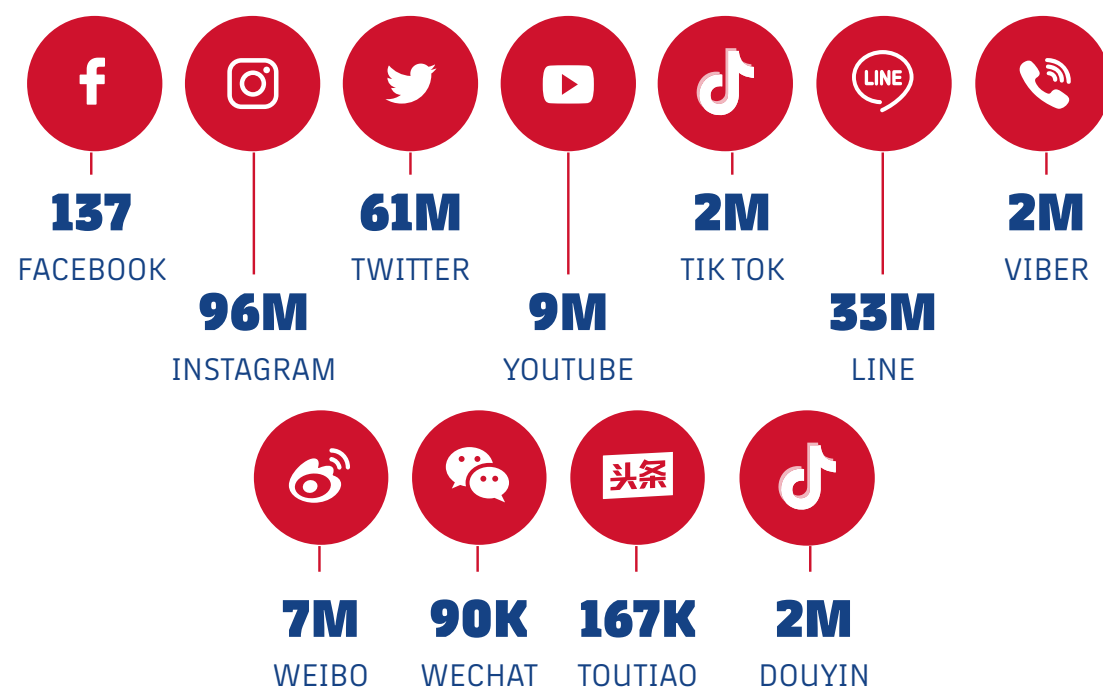 LINE
137
FACEBOOK
96M
INSTAGRAM
61M
TWITTER
9M
YOUTUBE
2M
TIK TOK
33M
LINE
2M
VIBER
头条
7M
WEIBO
90K
WECHAT
167K
TOUTIAO
2M
DOUYIN